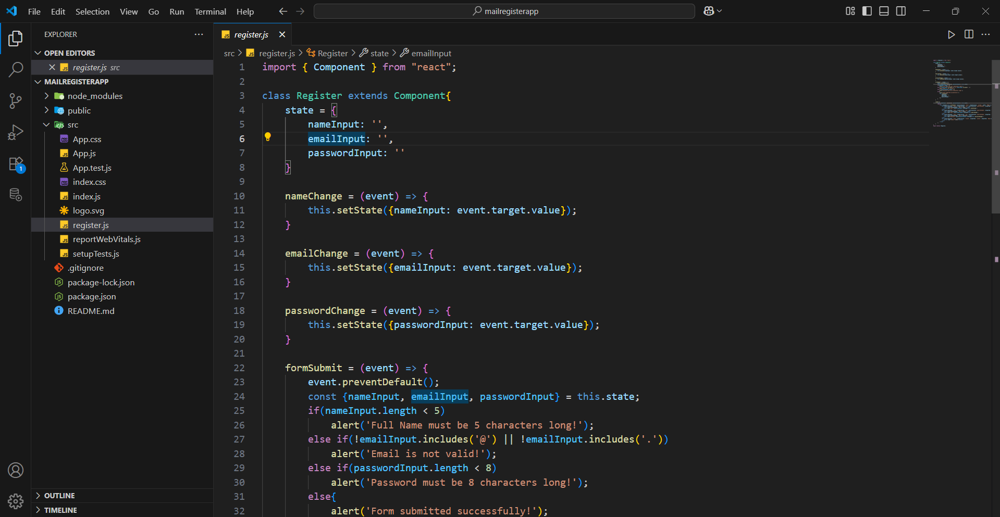 File Edit Selection View Go Run Terminal Help
mailregisterapp
EXPLORER
OPEN EDITORS
register.js src
MAILREGISTERAPP
node_modules
public
src
App.css
App.js
App.test.js
index.css
index.js
logo.svg
register.js
reportWebVitals.js
setupTests.js
.gitignore
package-lock.json
package.json
README.md
OUTLINE
TIMELINE
1
register.js
src > register.js > Register > state > emailInput
1 import { Component } from "react";
2
3 class Register extends Component{
4 state = {
5 nameInput: '',
6 emailInput: '',
7 passwordInput: ''
8 }
9
10 nameChange = (event) => {
11 this.setState({nameInput: event.target.value});
12 }
13
14 emailChange = (event) => {
15 this.setState({emailInput: event.target.value});
16 }
17
18 passwordChange = (event) => {
19 this.setState({passwordInput: event.target.value});
20 }
21
22 formSubmit = (event) => {
23 event.preventDefault();
24 const {nameInput, emailInput, passwordInput} = this.state;
25 if(nameInput.length < 5)
26 alert('Full Name must be 5 characters long!');
27 else if(!emailInput.includes('@') || !emailInput.includes('.'))
28 alert('Email is not valid!');
29 else if(passwordInput.length < 8)
30 alert('Password must be 8 characters long!');
31 else{
32 alert('Form submitted successfully!');